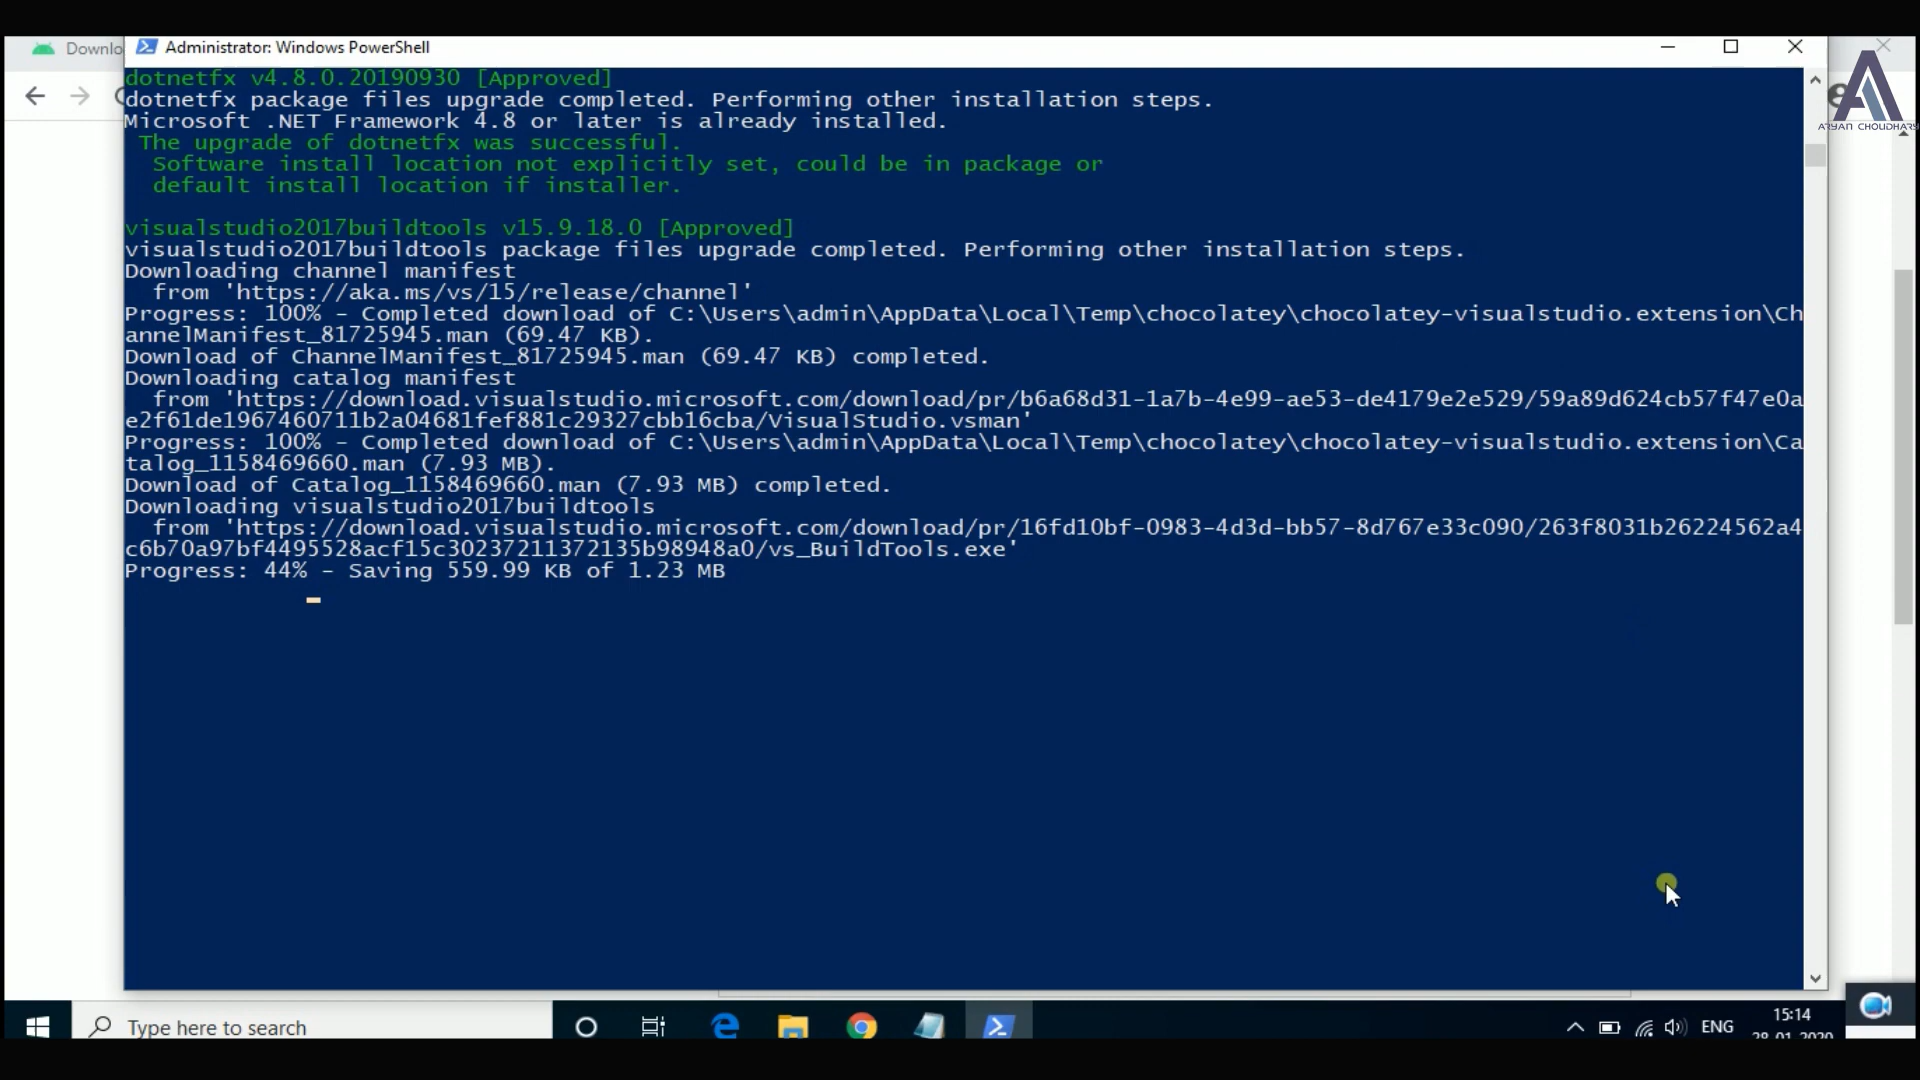 Downlo
Administrator: Windows PowerShell
ARYAN CHOUDHARY
dotnetfx v4.8.0.20190930 [Approved]
dotnetfx package files upgrade completed. Performing other installation steps.
Microsoft .NET Framework 4.8 or later is already installed.
 The upgrade of dotnetfx was successful.
  Software install location not explicitly set, could be in package or
  default install location if installer.
visualstudio2017buildtools v15.9.18.0 [Approved]
visualstudio2017buildtools package files upgrade completed. Performing other installation steps.
Downloading channel manifest
  from 'https://aka.ms/vs/15/release/channel'
Progress: 100% - Completed download of C:\Users\admin\AppData\Local\Temp\chocolatey\chocolatey-visualstudio.extension\Ch
annelManifest_81725945.man (69.47 KB).
Download of ChannelManifest_81725945.man (69.47 KB) completed.
Downloading catalog manifest
  from 'https://download.visualstudio.microsoft.com/download/pr/b6a68d31-1a7b-4e99-ae53-de4179e2e529/59a89d624cb57f47e0a
e2f61de1967460711b2a04681fef881c29327cbb16cba/VisualStudio.vsman'
Progress: 100% - Completed download of C:\Users\admin\AppData\Local\Temp\chocolatey\chocolatey-visualstudio.extension\Ca
talog_1158469660.man (7.93 MB).
Download of Catalog_1158469660.man (7.93 MB) completed.
Downloading visualstudio2017buildtools
  from 'https://download.visualstudio.microsoft.com/download/pr/16fd10bf-0983-4d3d-bb57-8d767e33c090/263f8031b26224562a4
c6b70a97bf4495528acf15c30237211372135b98948a0/vs_BuildTools.exe'
Progress: 44% - Saving 559.99 KB of 1.23 MB
Type here to search
ENG
15:14
28-01-2020